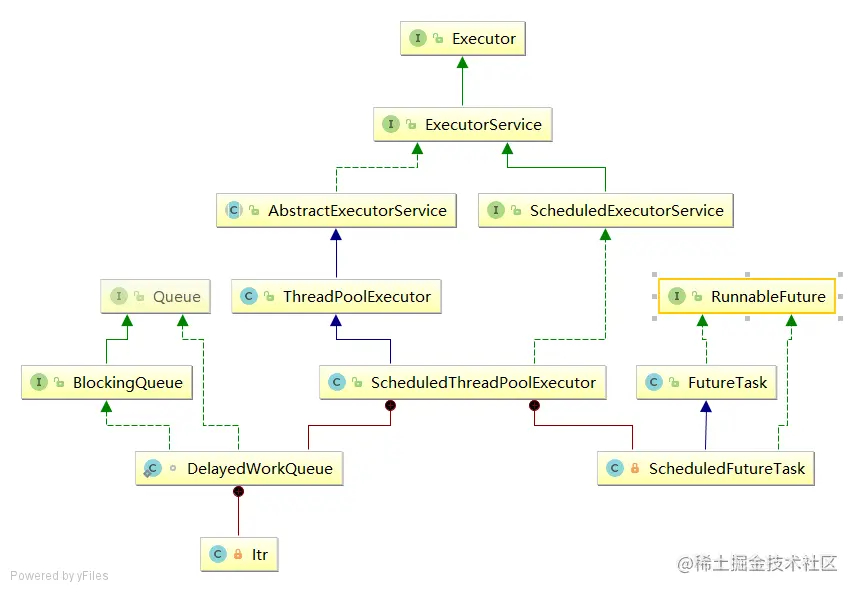 I Executor
I ExecutorService
C AbstractExecutorService
I ScheduledExecutorService
I Queue
C ThreadPoolExecutor
I RunnableFuture
I BlockingQueue
C ScheduledThreadPoolExecutor
C FutureTask
C DelayedWorkQueue
C ScheduledFutureTask
C Itr
Powered by yFiles
@稀土掘金技术社区